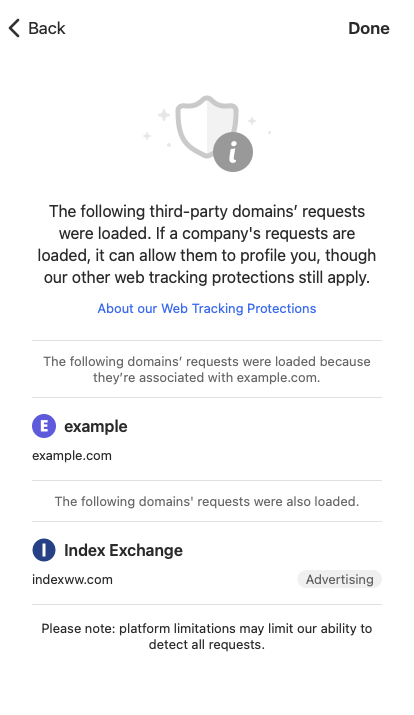 Back
Done
The following third-party domains’ requests
were loaded. If a company's requests are
loaded, it can allow them to profile you, though
our other web tracking protections still apply.
About our Web Tracking Protections
The following domains’ requests were loaded because
they’re associated with example.com.
E example
example.com
The following domains' requests were also loaded.
I Index Exchange
indexww.com
Advertising
Please note: platform limitations may limit our ability to
detect all requests.